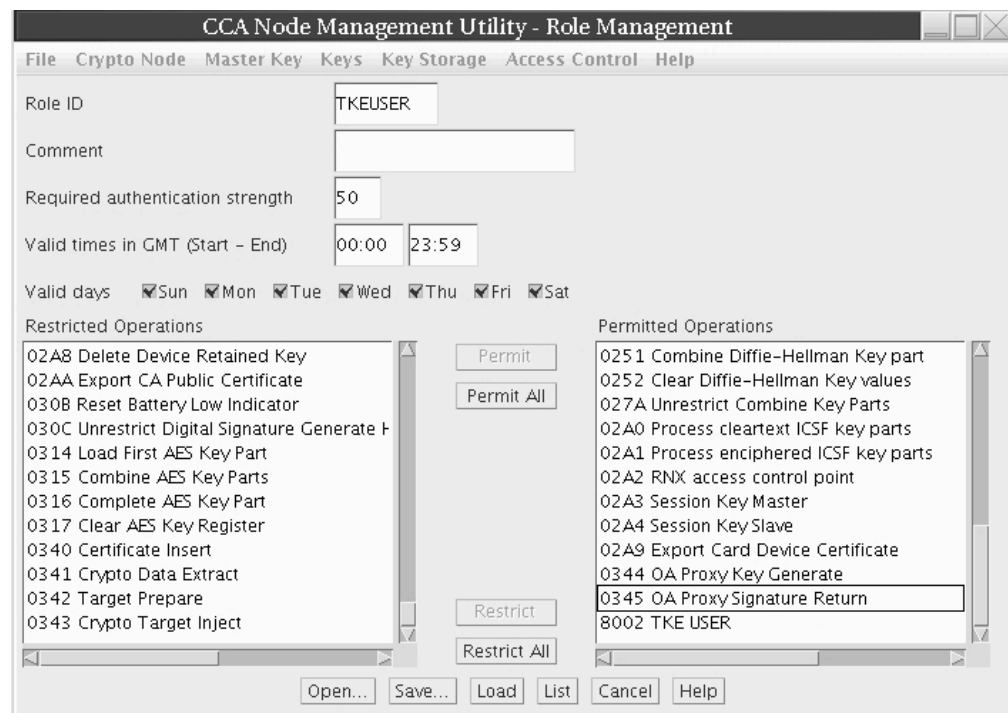 CCA Node Management Utility - Role Management
File Crypto Node Master Key Keys Key Storage Access Control Help
Role ID TKEUSER
Comment
Required authentication strength 50
Valid times in GMT (Start - End) 00:00 23:59
Valid days Sun Mon Tue Wed Thu Fri Sat
Restricted Operations
02A8 Delete Device Retained Key
02AA Export CA Public Certificate
030B Reset Battery Low Indicator
030C Unrestrict Digital Signature Generate H
0314 Load First AES Key Part
0315 Combine AES Key Parts
0316 Complete AES Key Part
0317 Clear AES Key Register
0340 Certificate Insert
0341 Crypto Data Extract
0342 Target Prepare
0343 Crypto Target Inject
Permit
Permit All
Restrict
Restrict All
Permitted Operations
0251 Combine Diffie-Hellman Key part
0252 Clear Diffie-Hellman Key values
027A Unrestrict Combine Key Parts
02A0 Process cleartext ICSF key parts
02A1 Process enciphered ICSF key parts
02A2 RNX access control point
02A3 Session Key Master
02A4 Session Key Slave
02A9 Export Card Device Certificate
0344 OA Proxy Key Generate
0345 OA Proxy Signature Return
8002 TKE USER
Open... Save... Load List Cancel Help